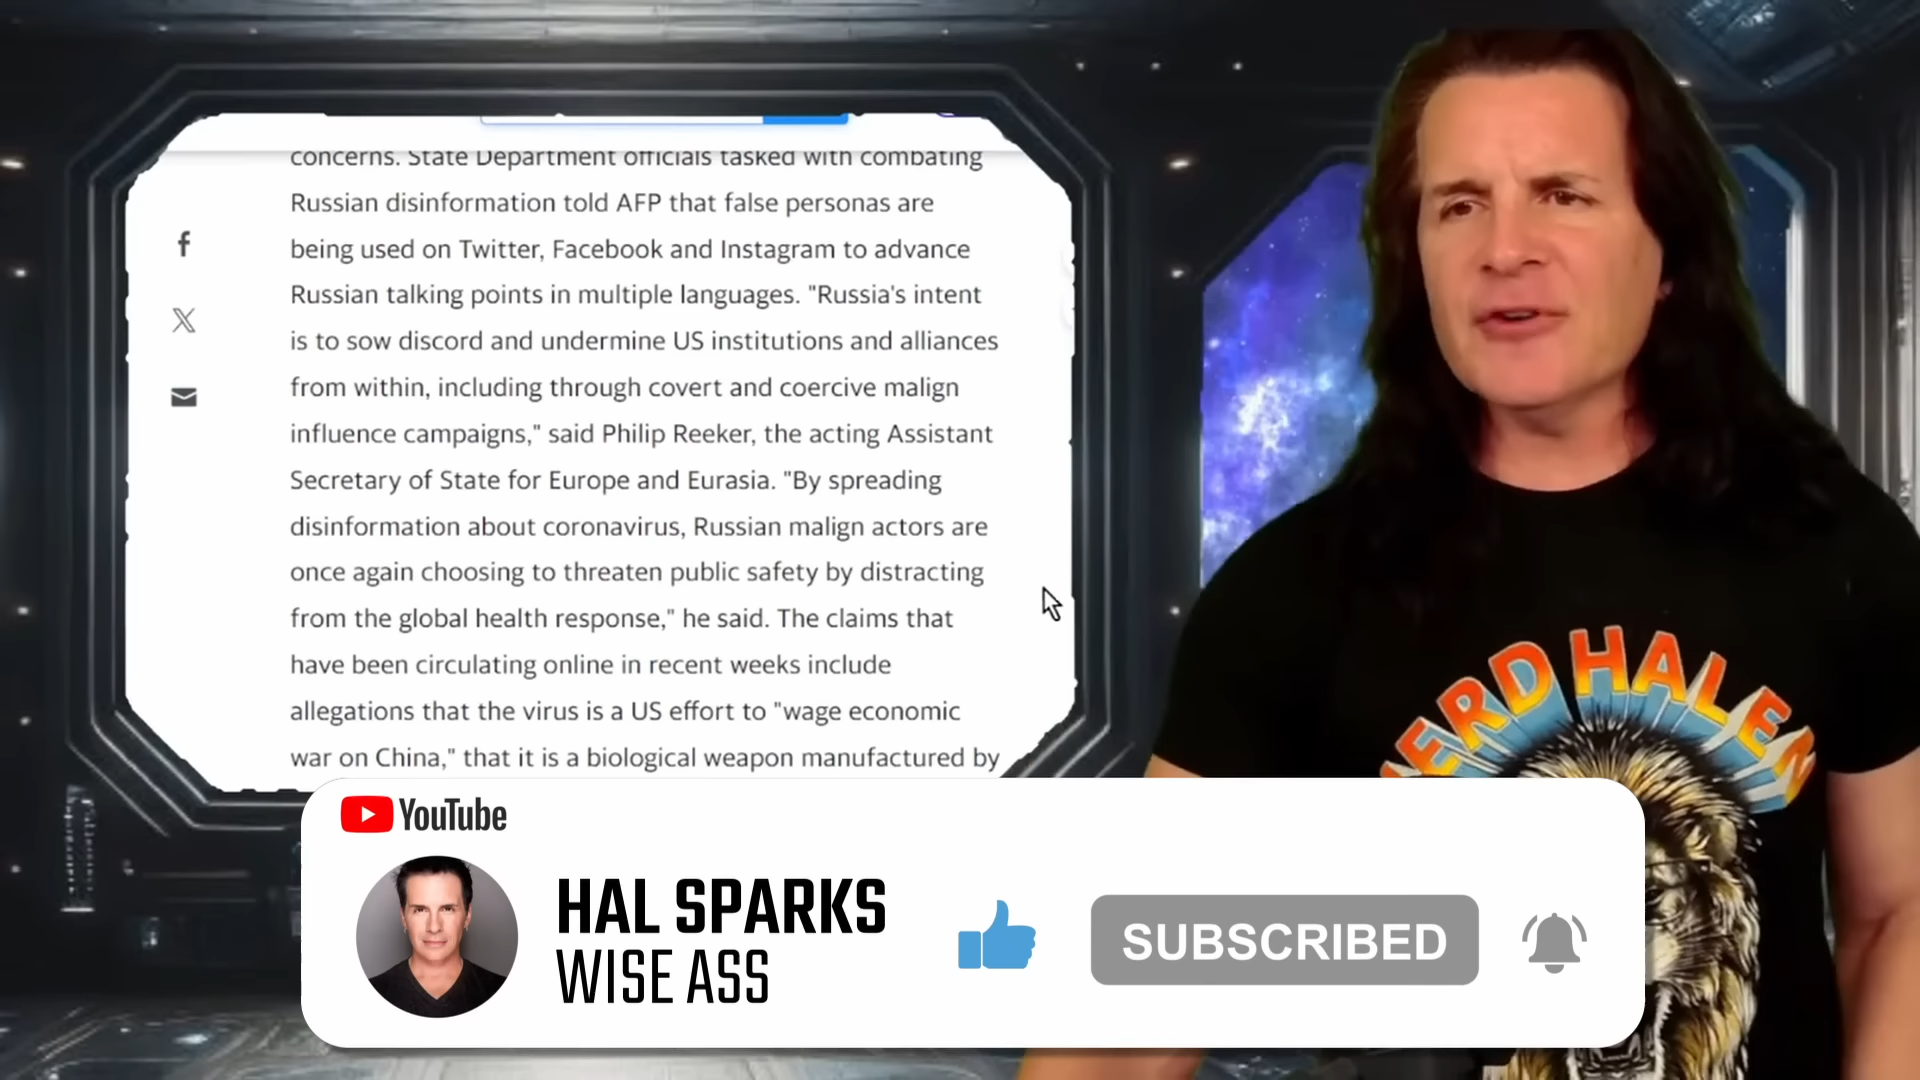 concerns. State Department officials tasked with combating
Russian disinformation told AFP that false personas are
being used on Twitter, Facebook and Instagram to advance
Russian talking points in multiple languages. "Russia's intent
is to sow discord and undermine US institutions and alliances
from within, including through covert and coercive malign
influence campaigns," said Philip Reeker, the acting Assistant
Secretary of State for Europe and Eurasia. "By spreading
disinformation about coronavirus, Russian malign actors are
once again choosing to threaten public safety by distracting
from the global health response," he said. The claims that
have been circulating online in recent weeks include
allegations that the virus is a US effort to "wage economic
war on China," that it is a biological weapon manufactured by
ERD HALEN
YouTube
HAL SPARKS
WISE ASS
SUBSCRIBED